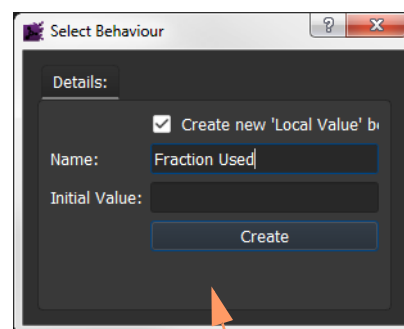 Select Behaviour
Details:
Create new 'Local Value' be
Name: Fraction Used
Initial Value:
Create